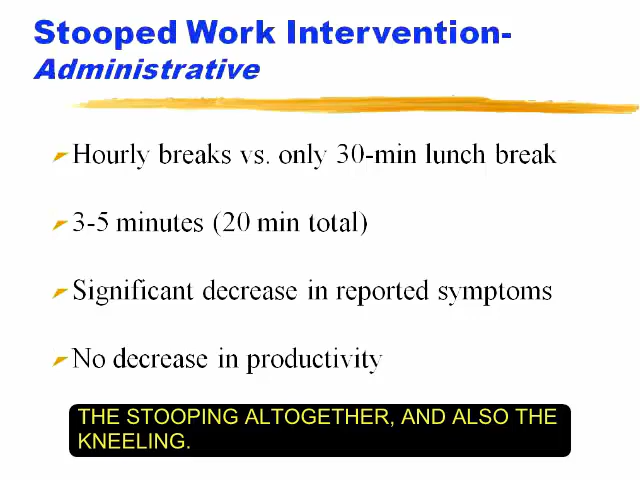 Stooped Work Intervention-
Administrative
Hourly breaks vs. only 30-min lunch break
3-5 minutes (20 min total)
Significant decrease in reported symptoms
No decrease in productivity
THE STOOPING ALTOGETHER, AND ALSO THE
KNEELING.